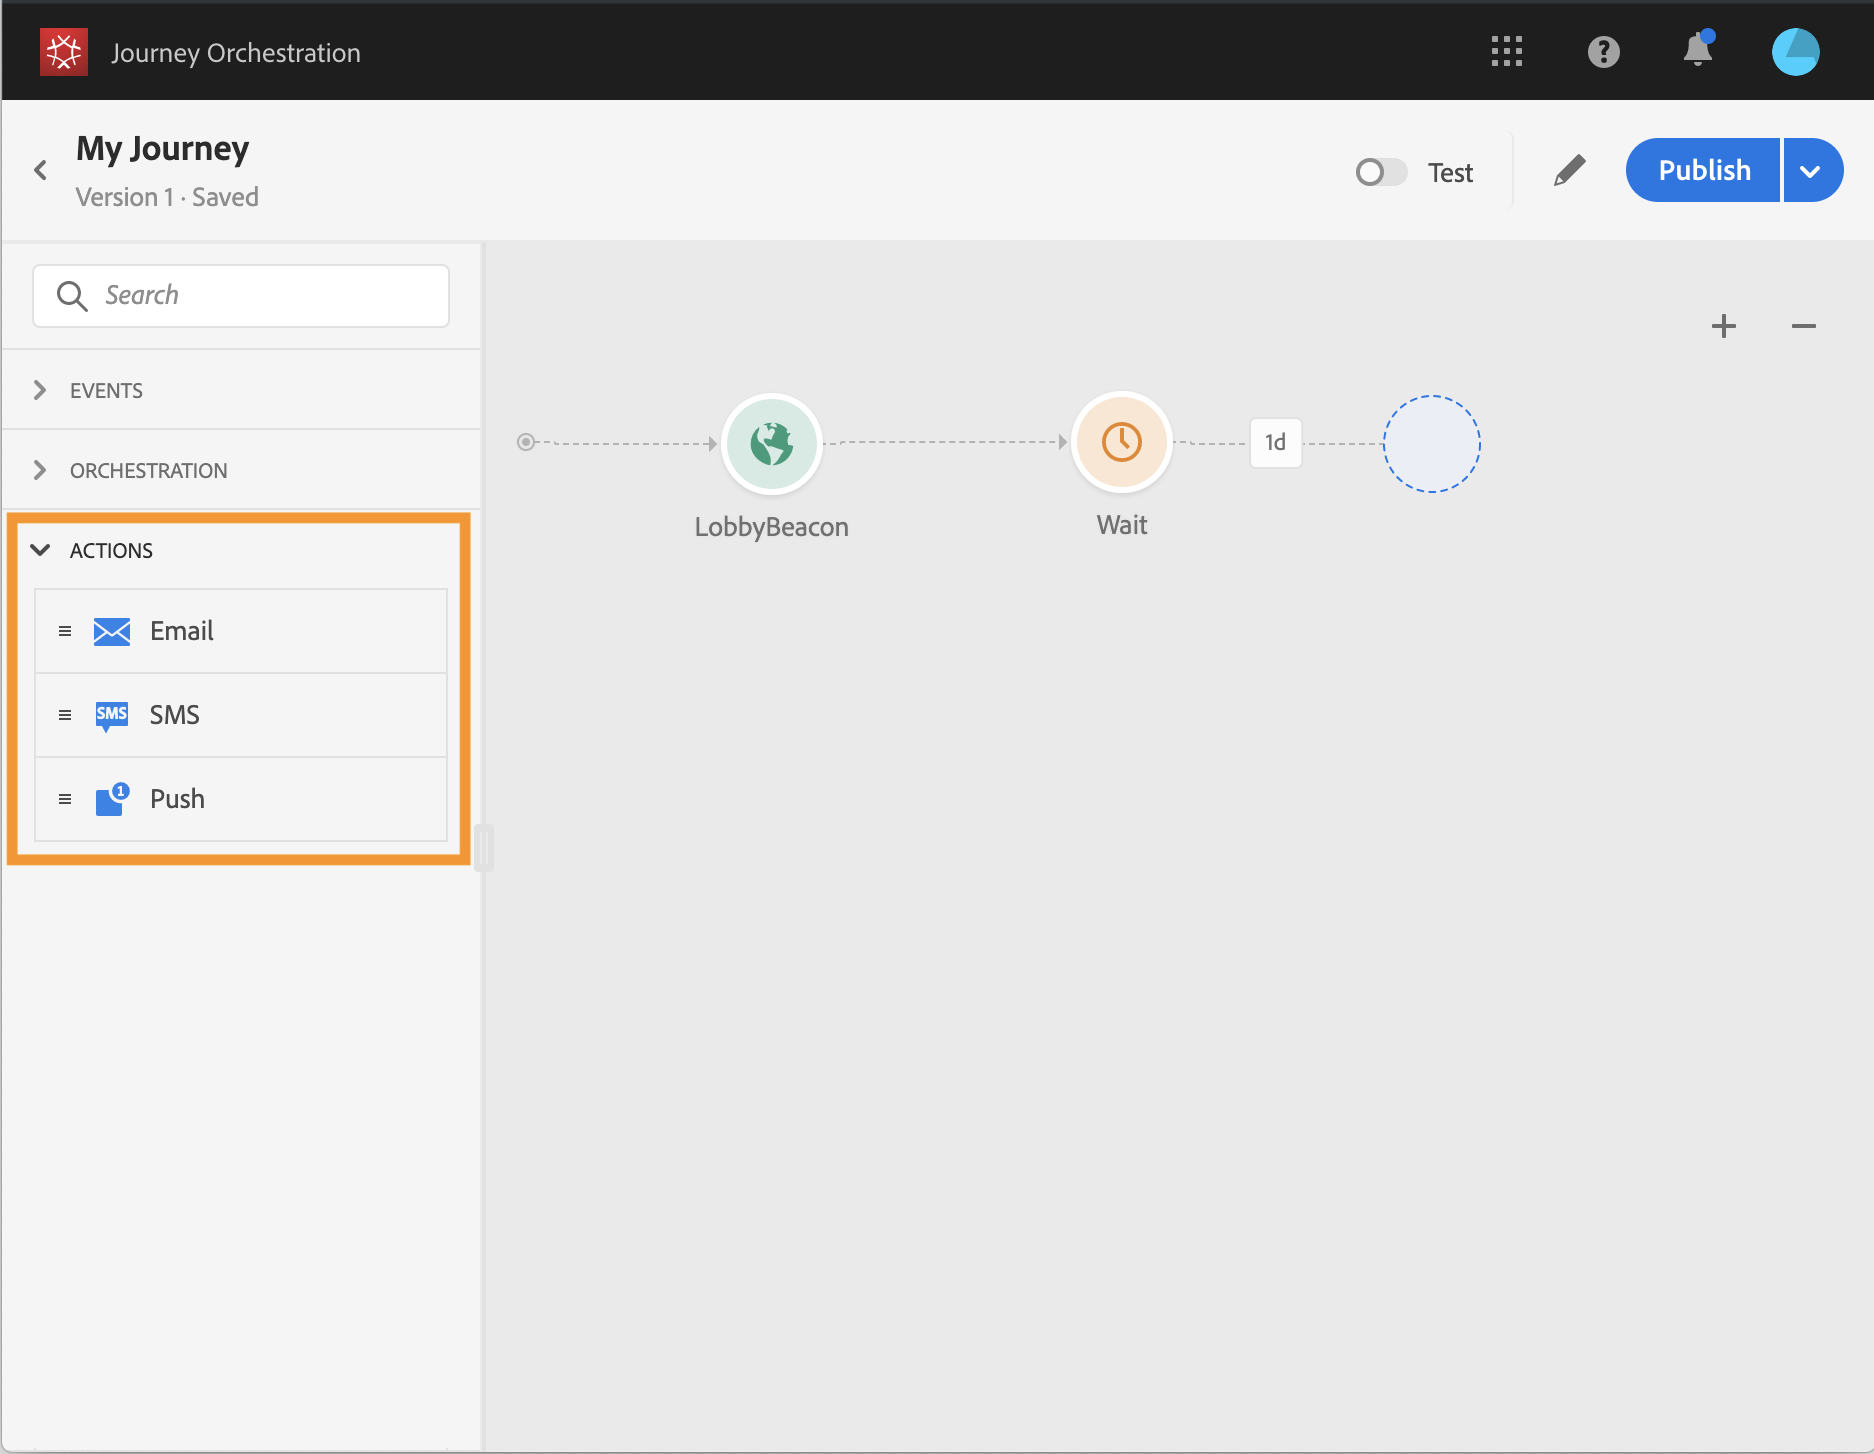 Journey Orchestration
My Journey
Version 1 · Saved
Test
Publish
Search
EVENTS
ORCHESTRATION
ACTIONS
Email
SMS
SMS
1
Push
1d
LobbyBeacon
Wait